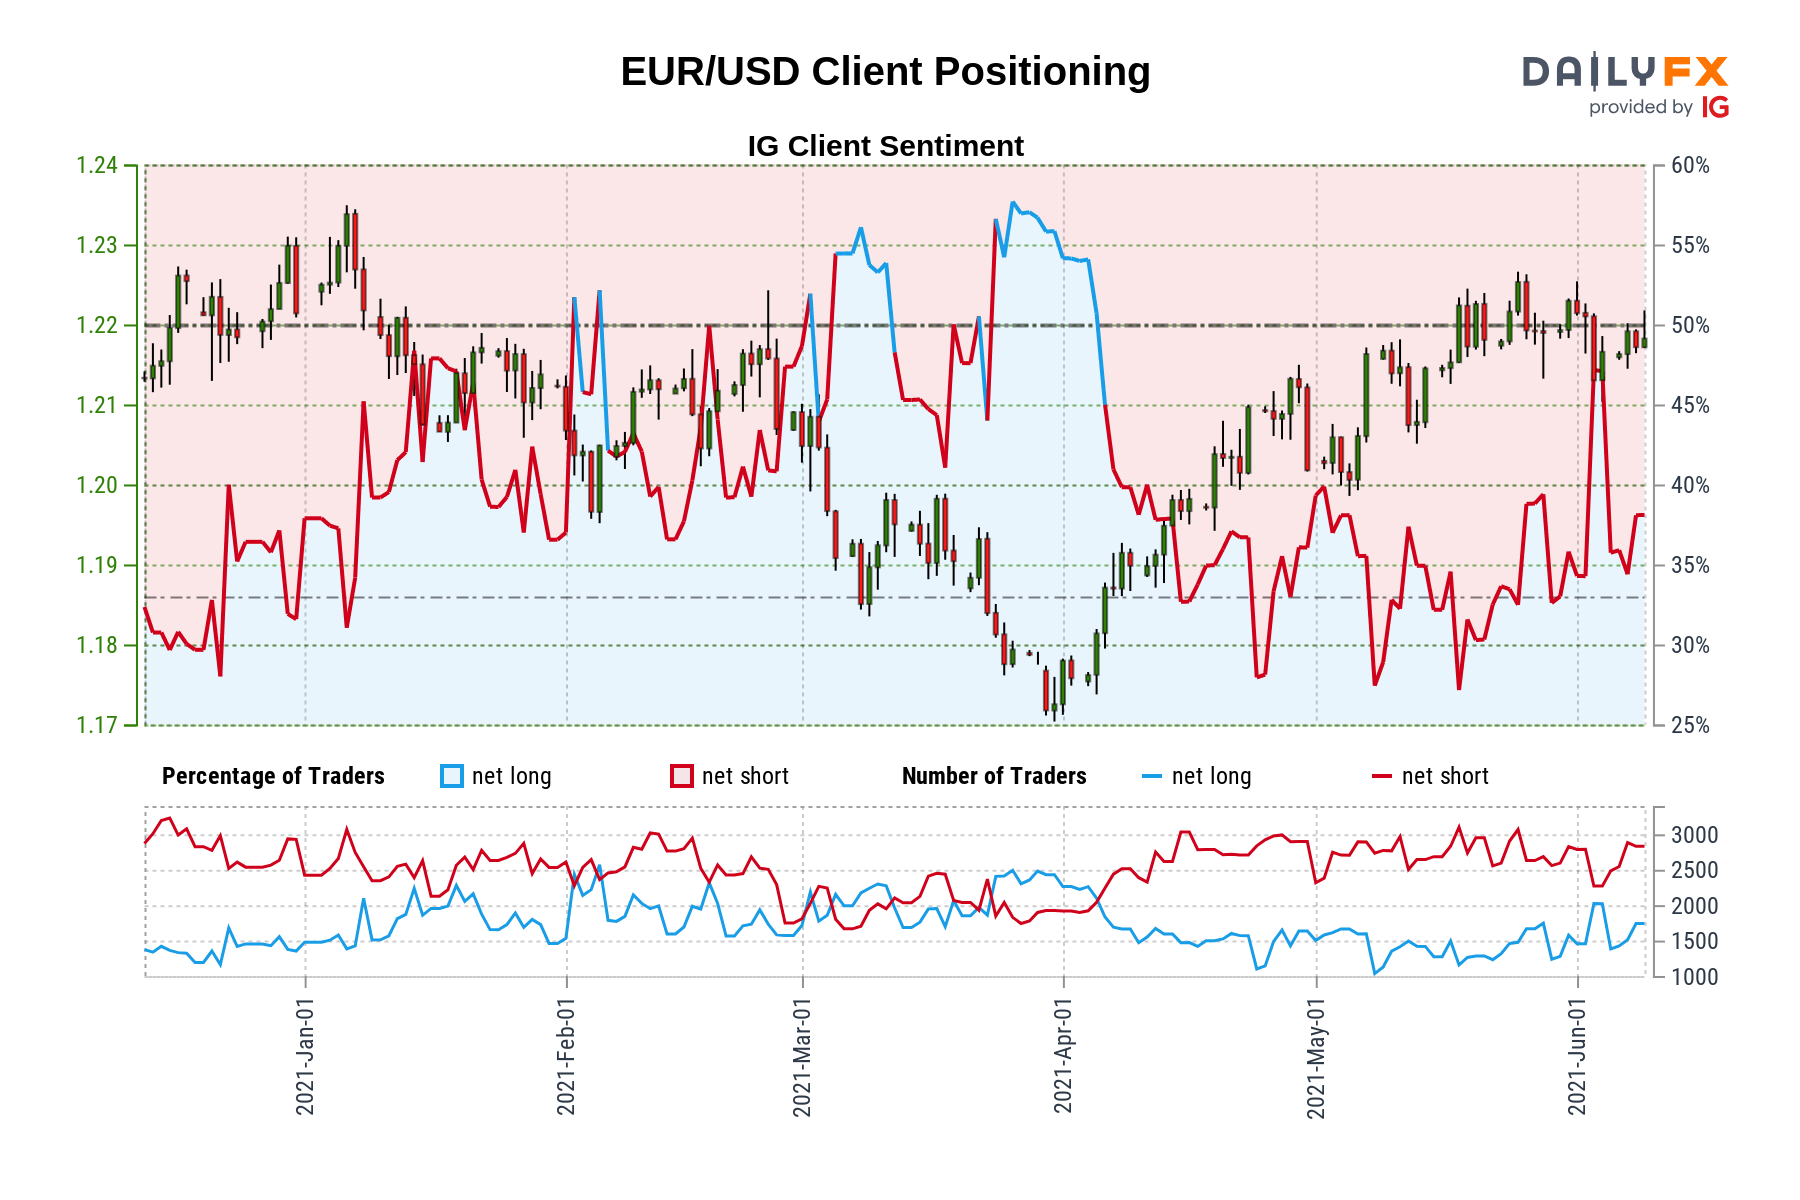 EUR/USD Client Positioning
DAILYFX
provided by IG
IG Client Sentiment
1.24
1.23
1.22
1.21
1.20
1.19
1.18
1.17
60%
55%
50%
45%
40%
35%
30%
25%
Percentage of Traders net long net short Number of Traders net long net short
3000
2500
2000
1500
1000
2021-Jan-01
2021-Feb-01
2021-Mar-01
2021-Apr-01
2021-May-01
2021-Jun-01